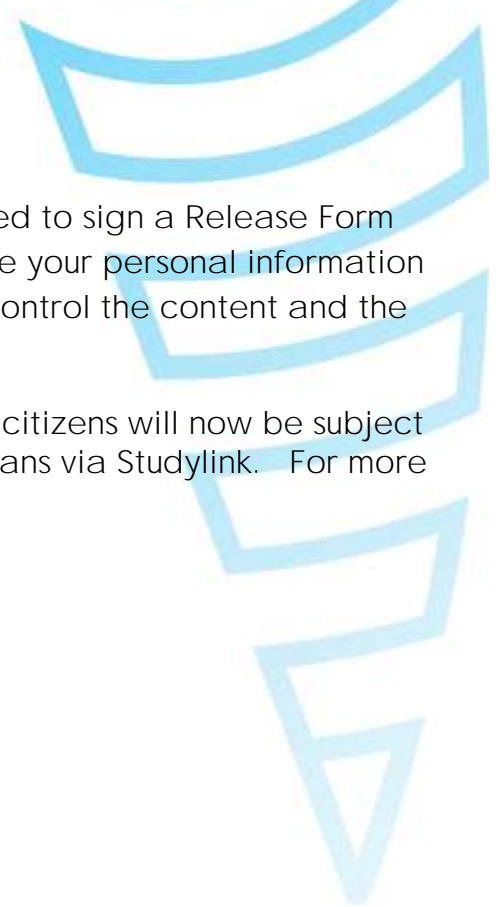 ed to sign a Release Form
e your personal information
ontrol the content and the
citizens will now be subject
ans via Studylink. For more